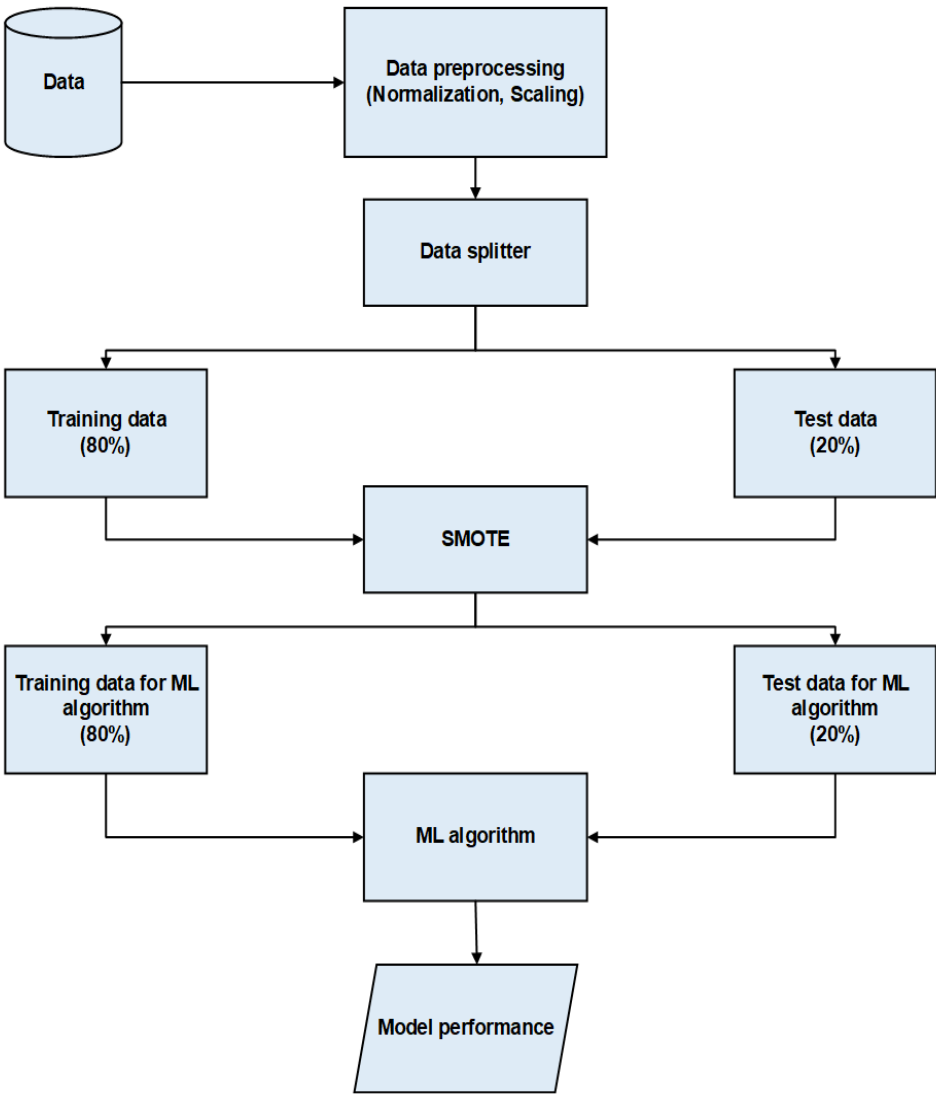 Data
Data preprocessing
(Normalization, Scaling)
Data splitter
Training data
(80%)
Test data
(20%)
SMOTE
Training data for ML
algorithm
(80%)
Test data for ML
algorithm
(20%)
ML algorithm
Model performance